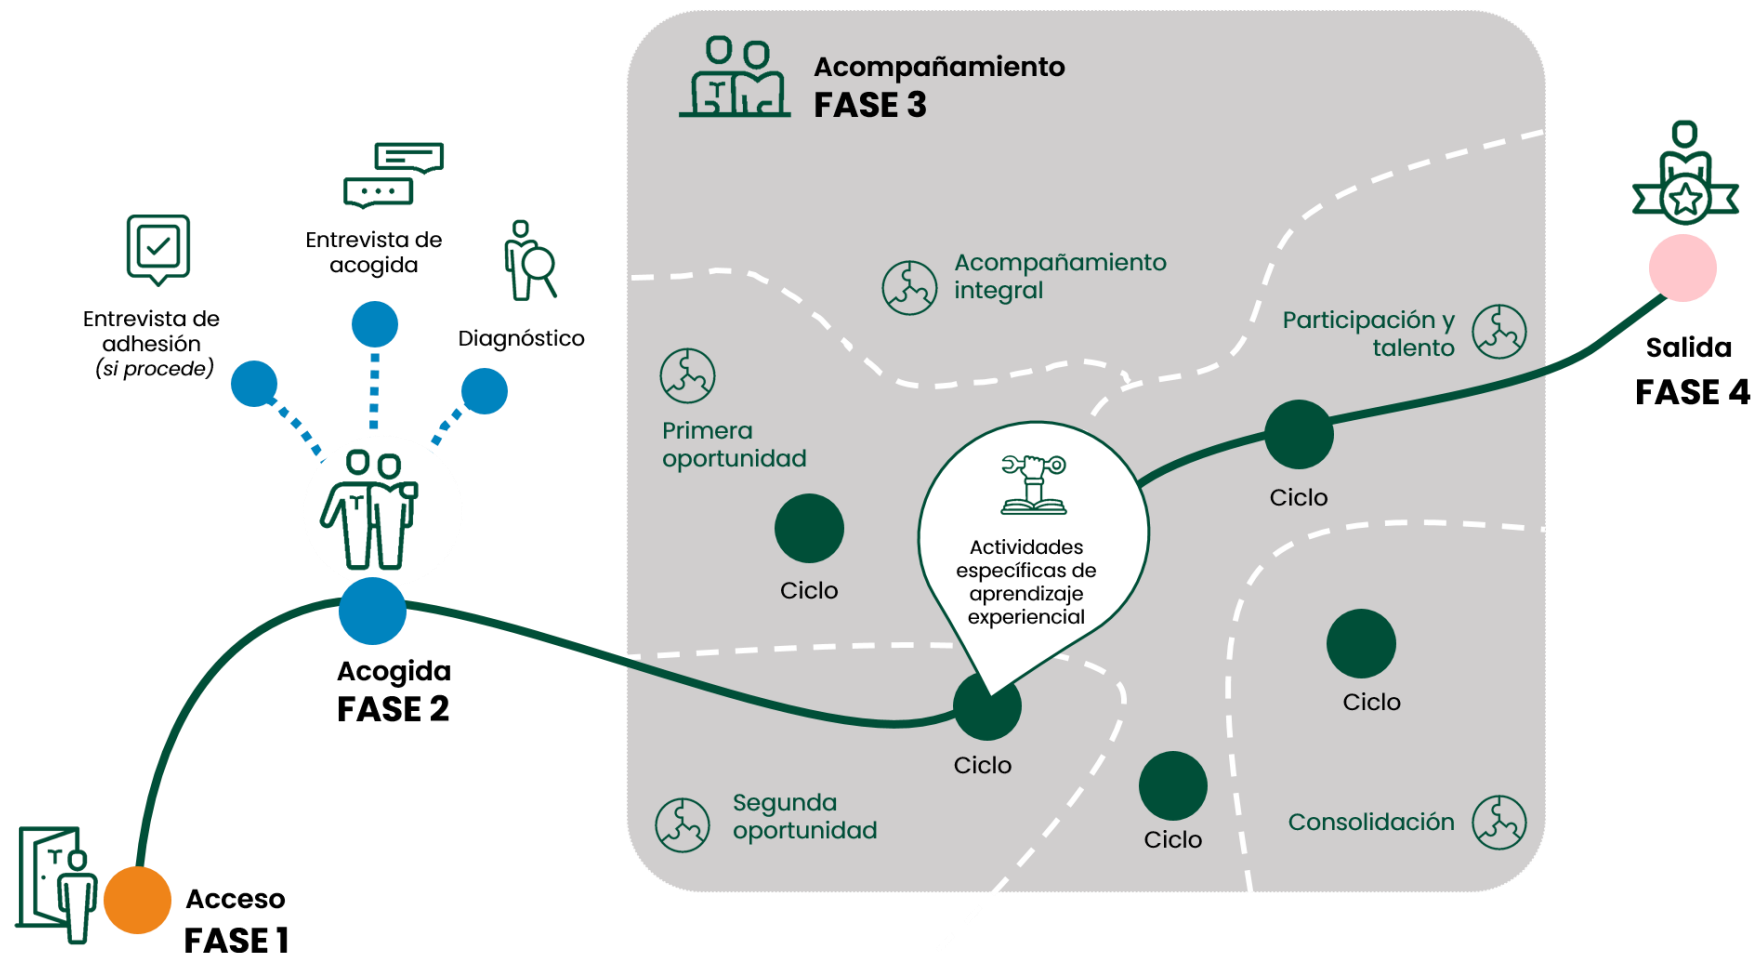 Acompañamiento
FASE 3
Entrevista de
acogida
Entrevista de
adhesión
(si procede)
Diagnóstico
Acompañamiento
integral
Participación y
talento
Salida
FASE 4
Primera
oportunidad
Ciclo
Ciclo
Actividades
específicas de
aprendizaje
experiencial
Acogida
FASE 2
Ciclo
Ciclo
Segunda
oportunidad
Ciclo
Consolidación
Acceso
FASE 1